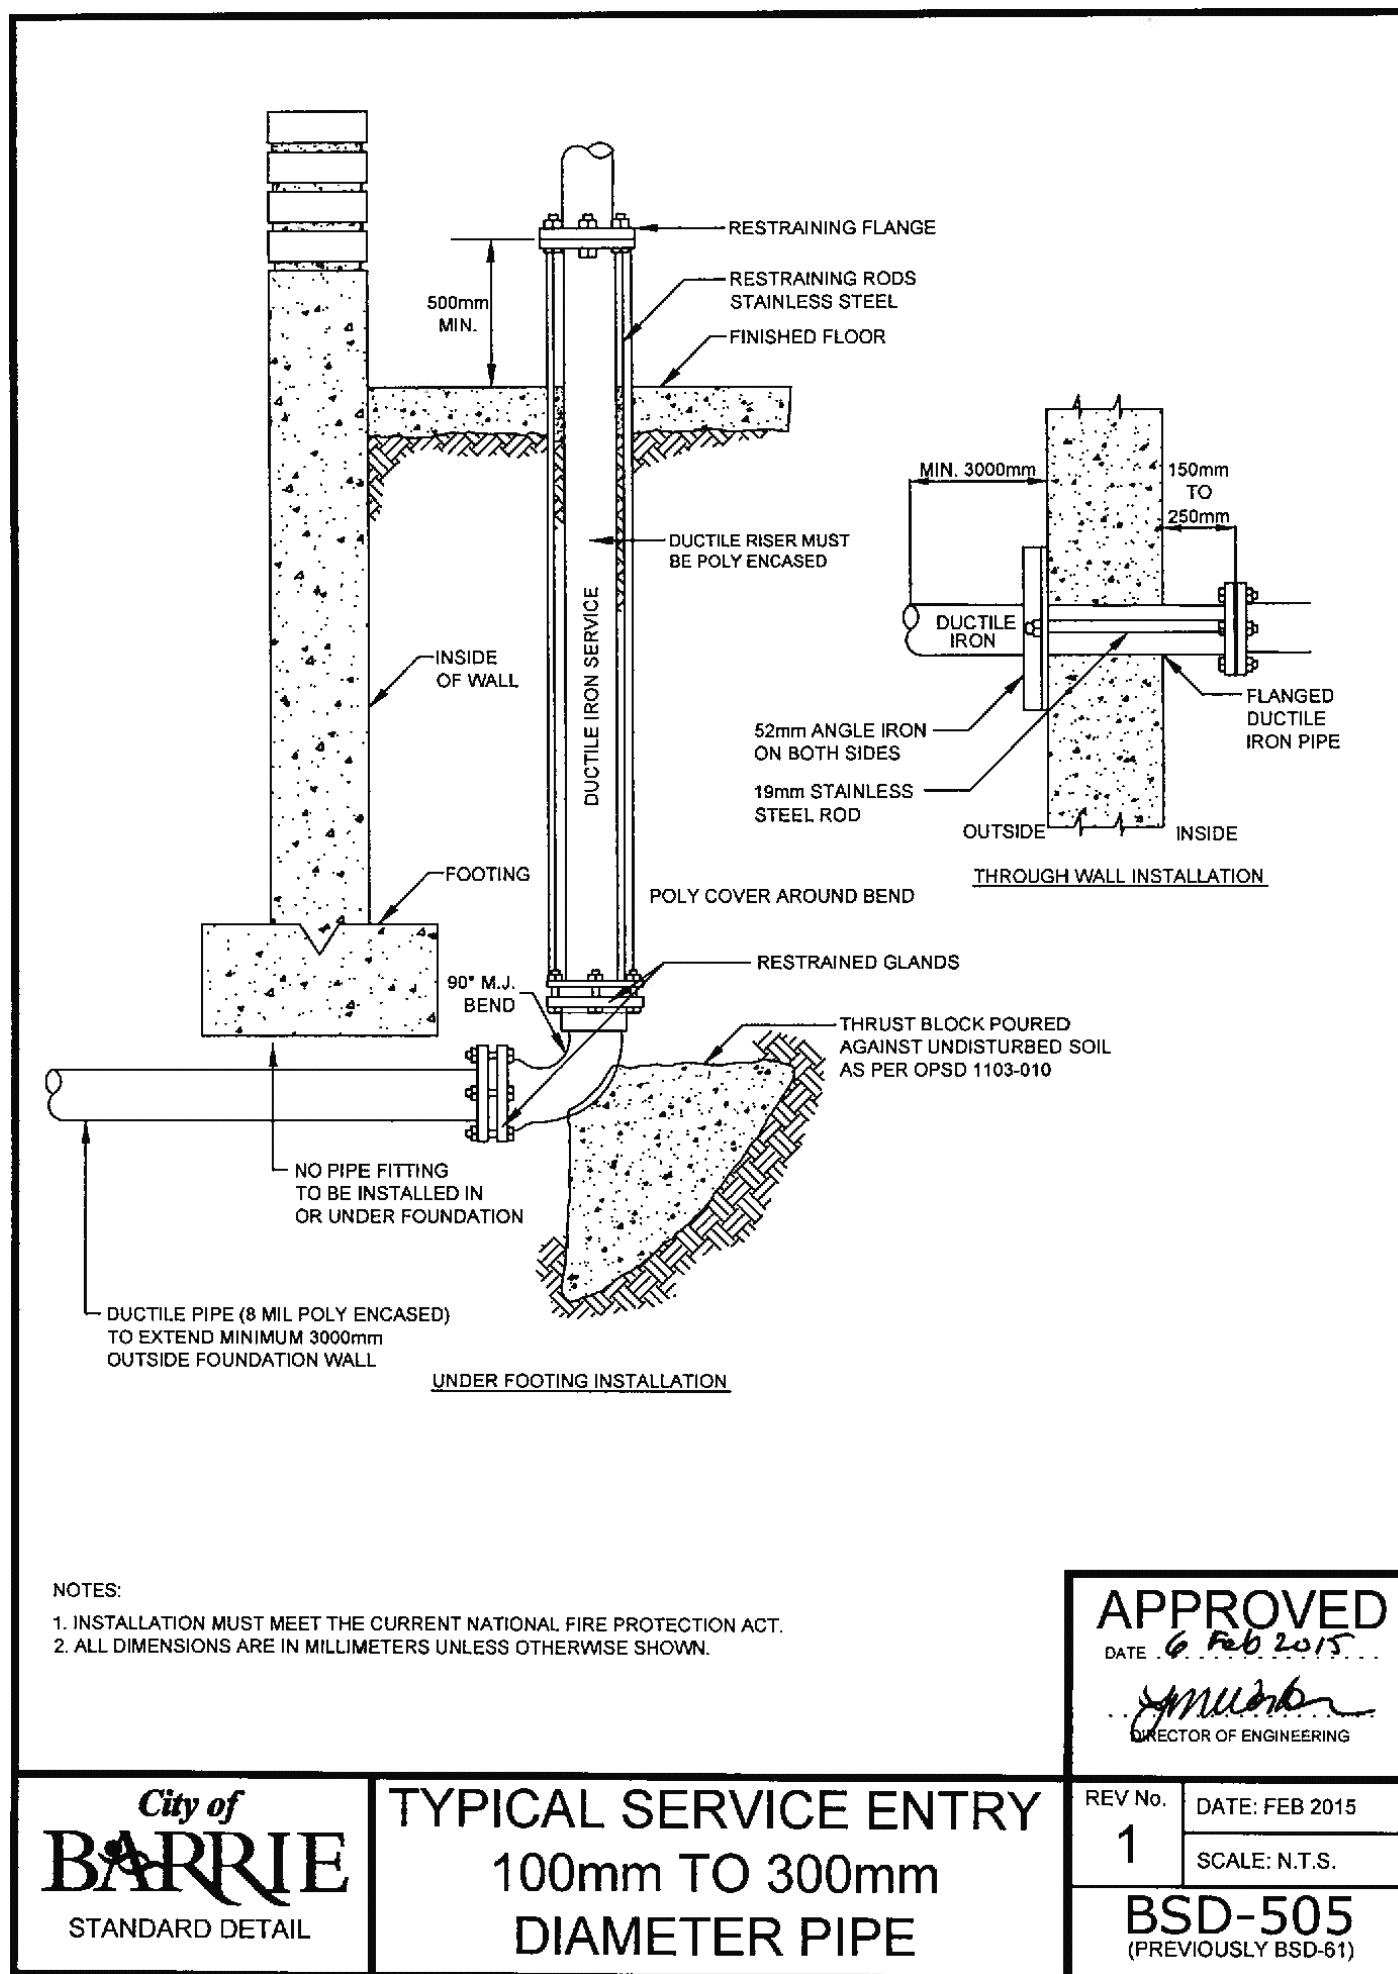 RESTRAINING FLANGE
RESTRAINING RODS
STAINLESS STEEL
500mm
MIN.
FINISHED FLOOR
MIN. 3000mm
150mm
TO
250mm
DUCTILE RISER MUST
BE POLY ENCASED
DUCTILE IRON SERVICE
DUCTILE
IRON
INSIDE
OF WALL
FLANGED
DUCTILE
IRON PIPE
52mm ANGLE IRON
ON BOTH SIDES
19mm STAINLESS
STEEL ROD
OUTSIDE
INSIDE
THROUGH WALL INSTALLATION
FOOTING
POLY COVER AROUND BEND
RESTRAINED GLANDS
90° M.J.
BEND
THRUST BLOCK POURED
AGAINST UNDISTURBED SOIL
AS PER OPSD 1103-010
NO PIPE FITTING
TO BE INSTALLED IN
OR UNDER FOUNDATION
DUCTILE PIPE (8 MIL POLY ENCASED)
TO EXTEND MINIMUM 3000mm
OUTSIDE FOUNDATION WALL
UNDER FOOTING INSTALLATION
NOTES:
1. INSTALLATION MUST MEET THE CURRENT NATIONAL FIRE PROTECTION ACT.
2. ALL DIMENSIONS ARE IN MILLIMETERS UNLESS OTHERWISE SHOWN.
APPROVED
DATE 6 Feb 2015
DIRECTOR OF ENGINEERING
City of
BARRIE
STANDARD DETAIL
TYPICAL SERVICE ENTRY
100mm TO 300mm
DIAMETER PIPE
REV No.
1
DATE: FEB 2015
SCALE: N.T.S.
BSD-505
(PREVIOUSLY BSD-61)